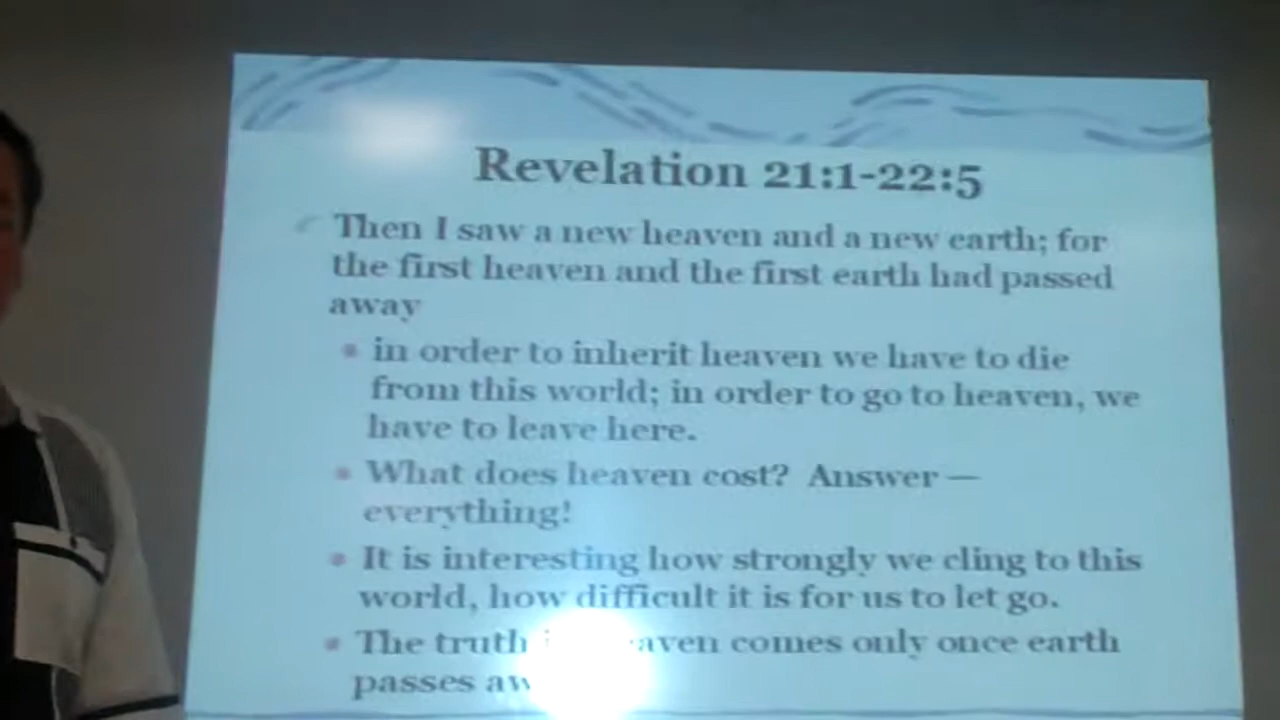 Revelation 21:1-22:5
Then I saw a new heaven and a new earth; for
the first heaven and the first earth had passed
away
in order to inherit heaven we have to die
from this world; in order to go to heaven, we
have to leave here.
What does heaven cost? Answer —
everything!
It is interesting how strongly we cling to this
world, how difficult it is for us to let go.
The truth comes only once earth
passes